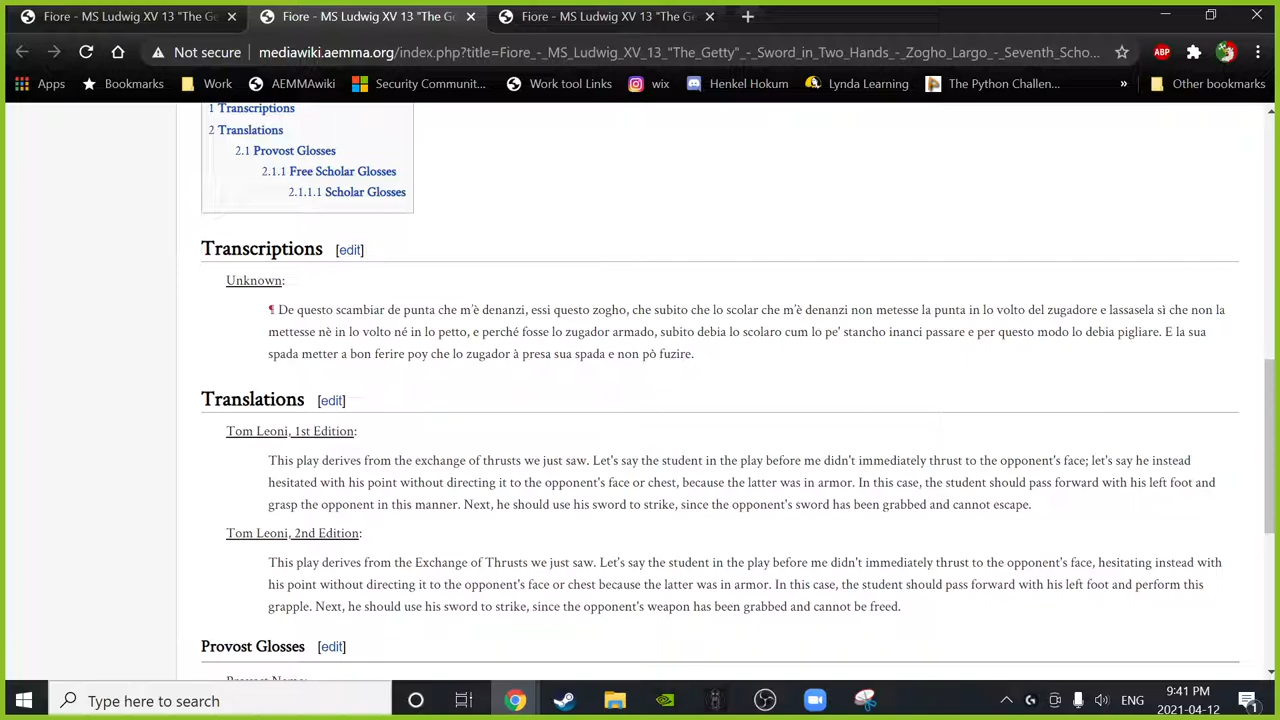 Fiore - MS Ludwig XV 13 "The G
Fiore - MS Ludwig XV 13 "The Ge
Fiore - MS Ludwig XV 13 "The Ge
Not secure
mediawiki.aemma.org/index.php?title=Fiore_-_MS_Ludwig_XV_13_"The_Getty"_-_Sword_in_Two_Hands_-_Zogho_Largo_-_Seventh_Scho...
ABP
Apps
Bookmarks
Work
AEMMAwiki
Security Communit...
Work tool Links
wix
Henkel Hokum
Lynda Learning
The Python Challen...
»
Other bookmarks
1 Transcriptions
2 Translations
2.1 Provost Glosses
2.1.1 Free Scholar Glosses
2.1.1.1 Scholar Glosses
Transcriptions [edit]
Unknown:
¶ De questo scambiar de punta che m'è denanzi, essi questo zogho, che subito che lo scolar che m'è denanzi non metesse la punta in lo volto del zugadore e lassasela sì che non la
mettesse nè in lo volto né in lo petto, e perché fosse lo zugador armado, subito debia lo scolaro cum lo pe' stancho inanci passare e per questo modo lo debia pigliare. E la sua
spada metter a bon ferire poy che lo zugador à presa sua spada e non pò fuzire.
Translations [edit]
Tom Leoni, 1st Edition:
This play derives from the exchange of thrusts we just saw. Let's say the student in the play before me didn't immediately thrust to the opponent's face; let's say he instead
hesitated with his point without directing it to the opponent's face or chest, because the latter was in armor. In this case, the student should pass forward with his left foot and
grasp the opponent in this manner. Next, he should use his sword to strike, since the opponent's sword has been grabbed and cannot escape.
Tom Leoni, 2nd Edition:
This play derives from the Exchange of Thrusts we just saw. Let's say the student in the play before me didn't immediately thrust to the opponent's face, hesitating instead with
his point without directing it to the opponent's face or chest because the latter was in armor. In this case, the student should pass forward with his left foot and perform this
grapple. Next, he should use his sword to strike, since the opponent's weapon has been grabbed and cannot be freed.
Provost Glosses [edit]
Provost Name:
Type here to search
ENG
9:41 PM
2021-04-12
1